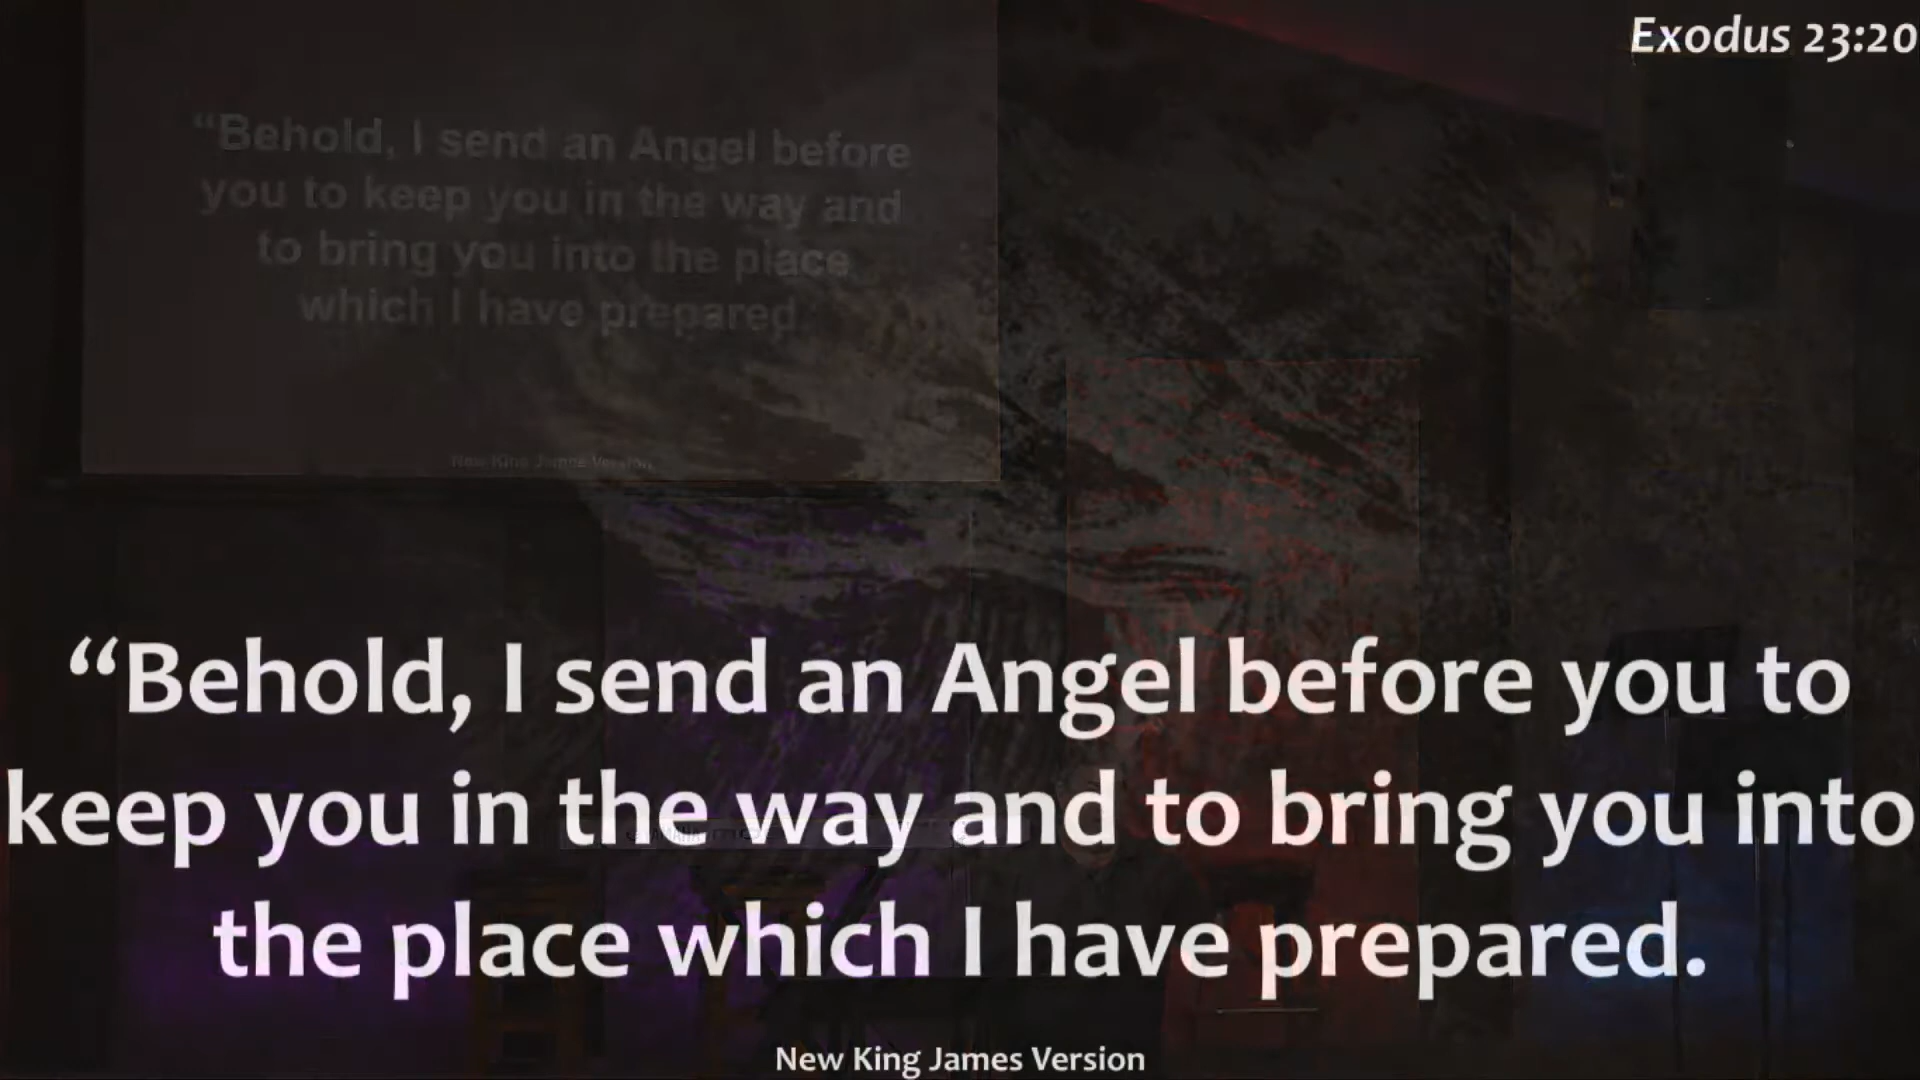 Exodus 23:20
“Behold, I send an Angel before
you to keep you in the way and
to bring you into the place
which I have prepared.
New King James Version
“Behold, I send an Angel before you to
keep you in the way and to bring you into
the place which I have prepared.
New King James Version